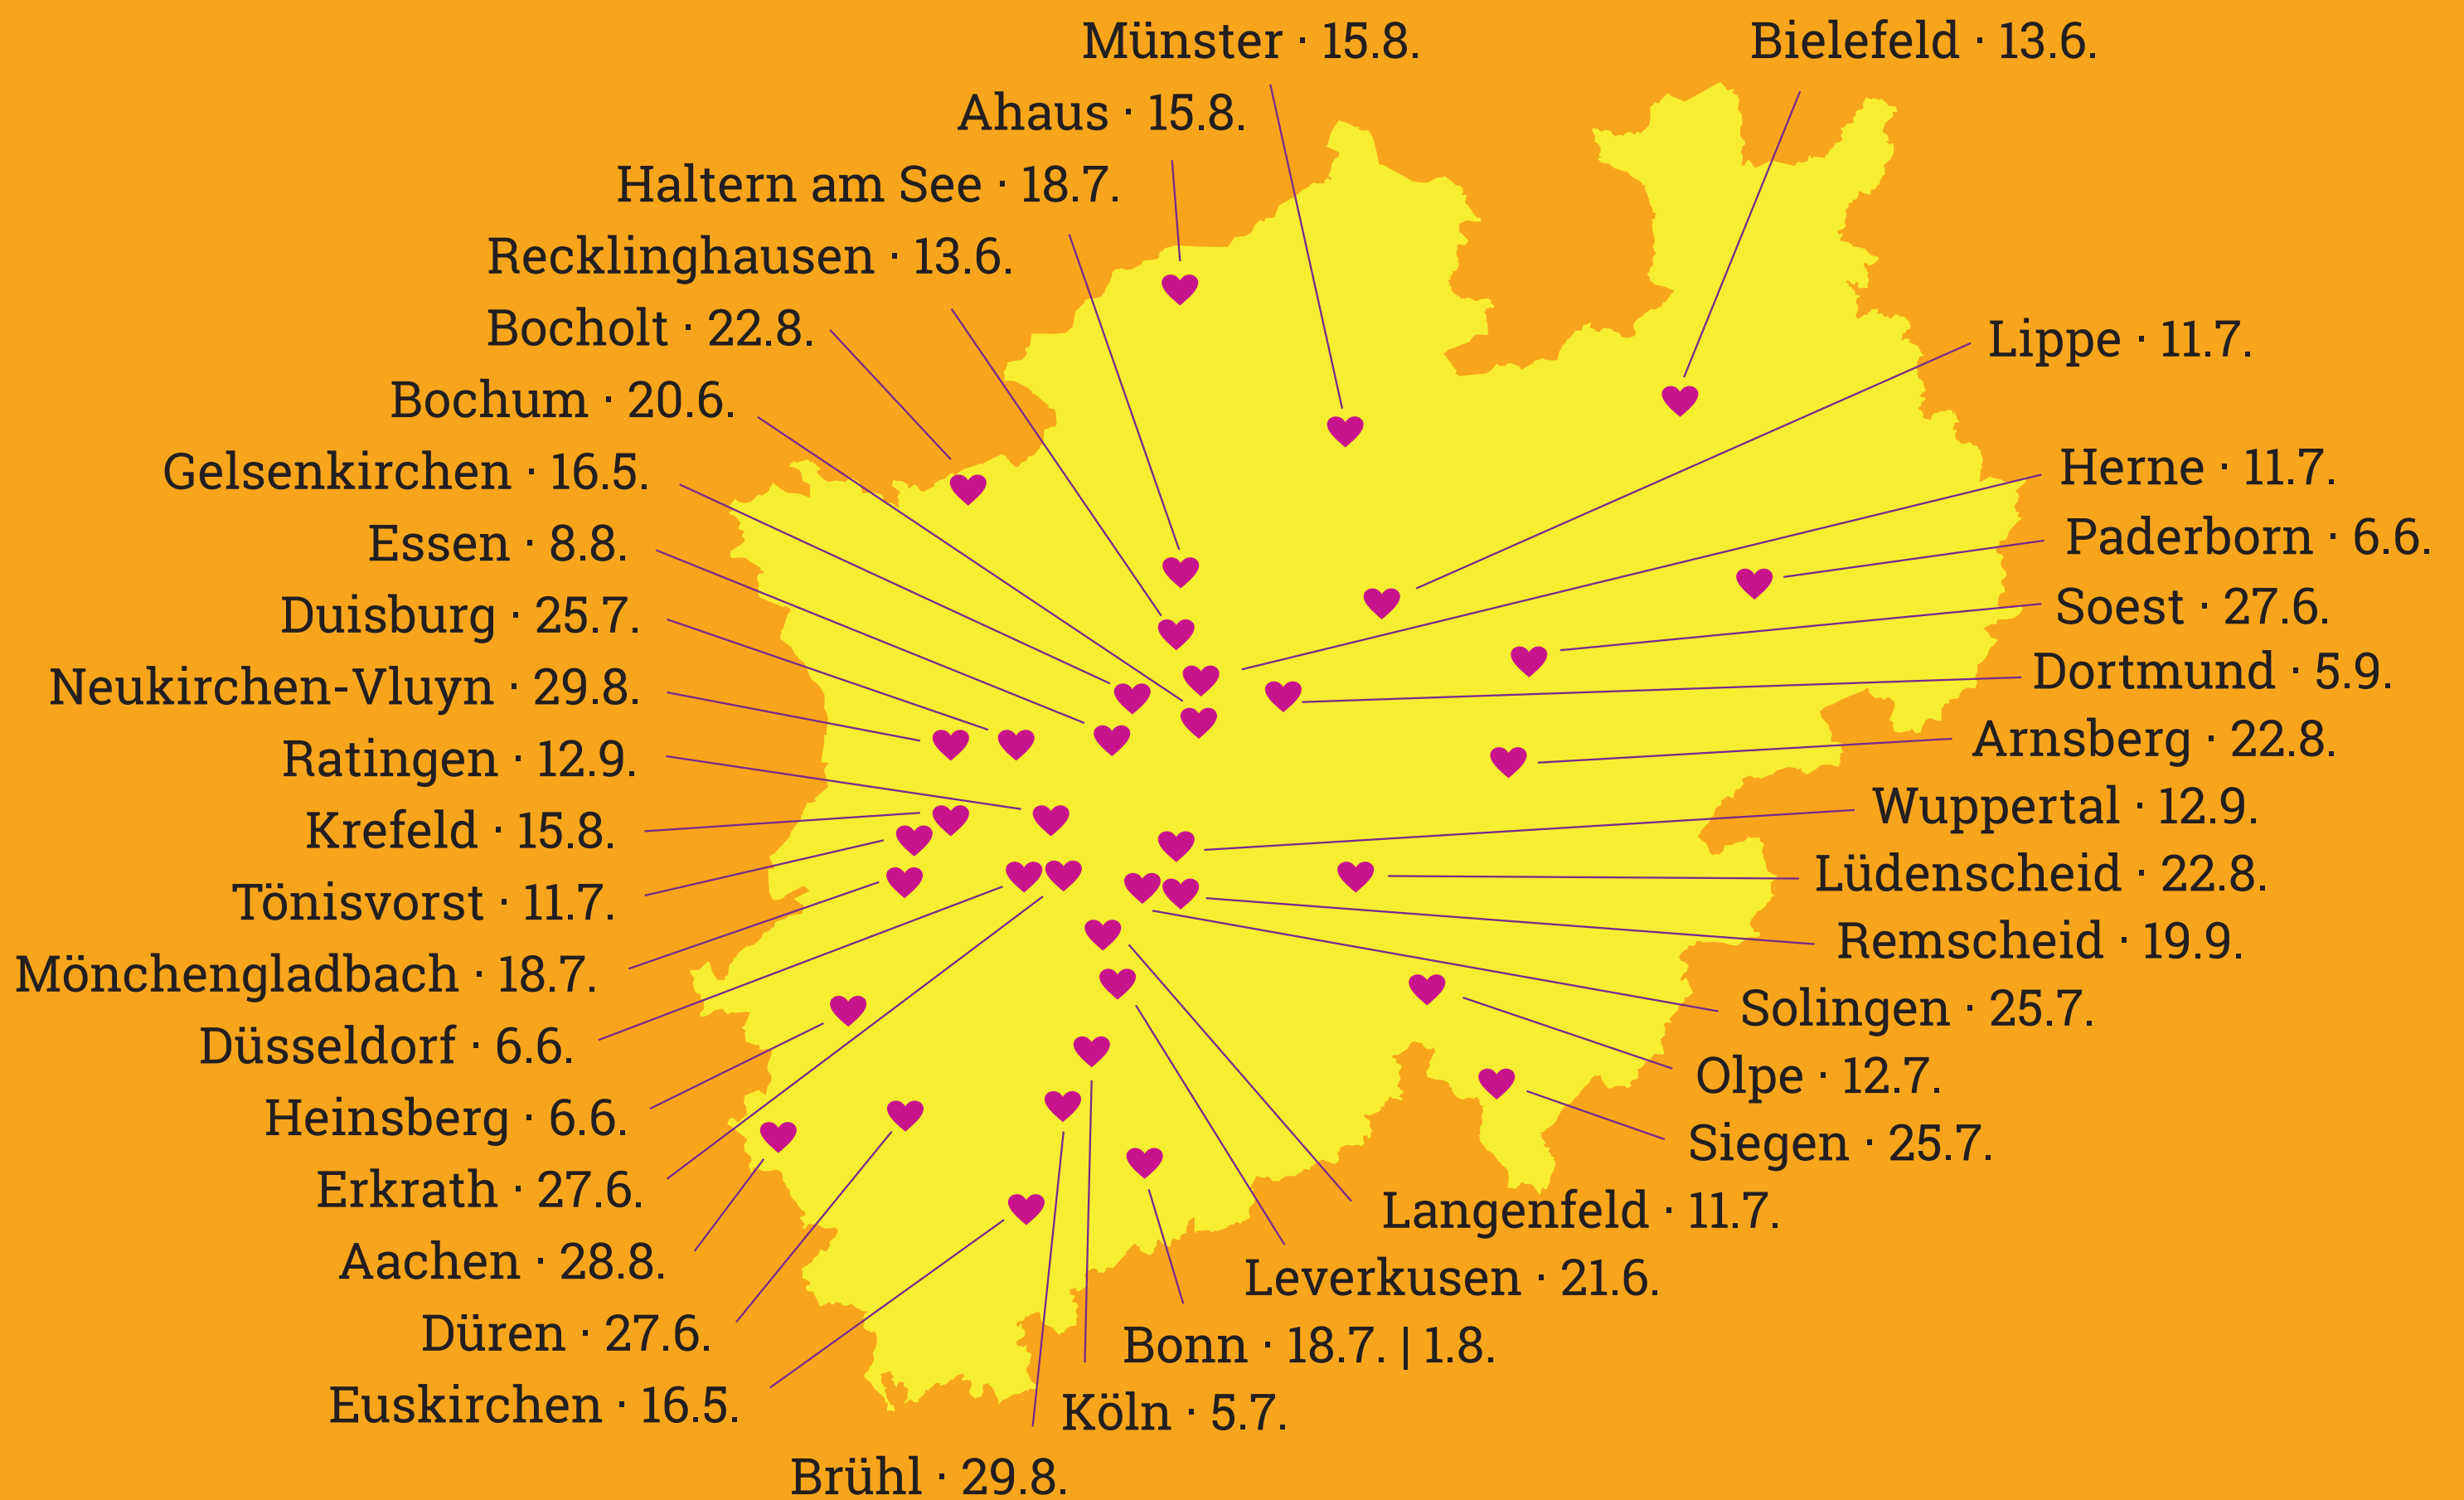 Münster · 15.8.
Bielefeld · 13.6.
Ahaus · 15.8.
Haltern am See · 18.7.
Recklinghausen · 13.6.
Bocholt · 22.8.
Bochum · 20.6.
Gelsenkirchen · 16.5.
Essen · 8.8.
Duisburg · 25.7.
Neukirchen-Vluyn · 29.8.
Ratingen · 12.9.
Krefeld · 15.8.
Tönisvorst · 11.7.
Mönchengladbach · 18.7.
Düsseldorf · 6.6.
Heinsberg · 6.6.
Erkrath · 27.6.
Aachen · 28.8.
Düren · 27.6.
Euskirchen · 16.5.
Brühl · 29.8.
Lippe · 11.7.
Herne · 11.7.
Paderborn · 6.6.
Soest · 27.6.
Dortmund · 5.9.
Arnsberg · 22.8.
Wuppertal · 12.9.
Lüdenscheid · 22.8.
Remscheid · 19.9.
Solingen · 25.7.
Olpe · 12.7.
Siegen · 25.7.
Langenfeld · 11.7.
Leverkusen · 21.6.
Bonn · 18.7. | 1.8.
Köln · 5.7.